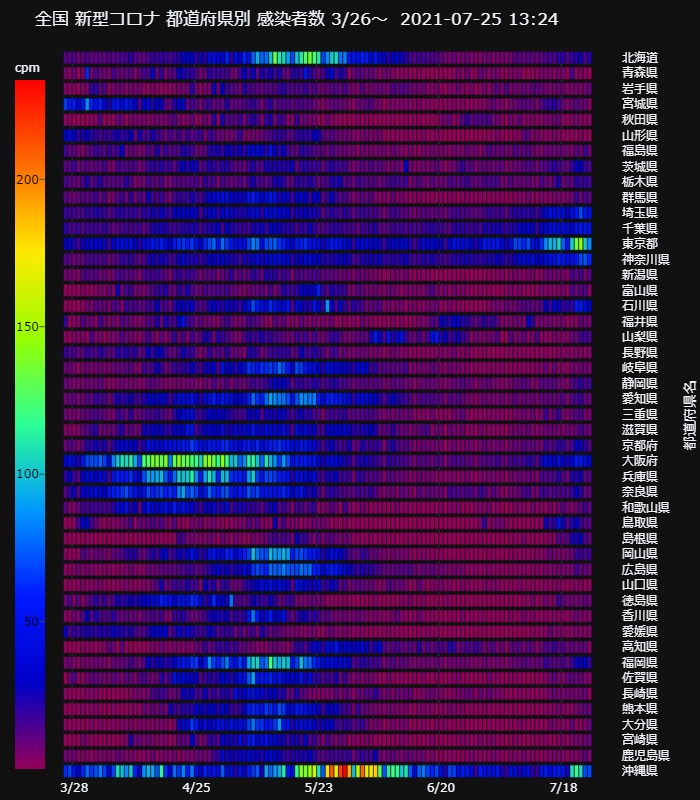 全国 新型コロナ 都道府県別 感染者数 3/26～ 2021-07-25 13:24
cpm
200
150
100
50
北海道
青森県
岩手県
宮城県
秋田県
山形県
福島県
茨城県
栃木県
群馬県
埼玉県
千葉県
東京都
神奈川県
新潟県
富山県
石川県
福井県
山梨県
長野県
岐阜県
静岡県
愛知県
三重県
滋賀県
京都府
大阪府
兵庫県
奈良県
和歌山県
鳥取県
島根県
岡山県
広島県
山口県
徳島県
香川県
愛媛県
高知県
福岡県
佐賀県
長崎県
熊本県
大分県
宮崎県
鹿児島県
沖縄県
都道府県名
3/28 4/25 5/23 6/20 7/18